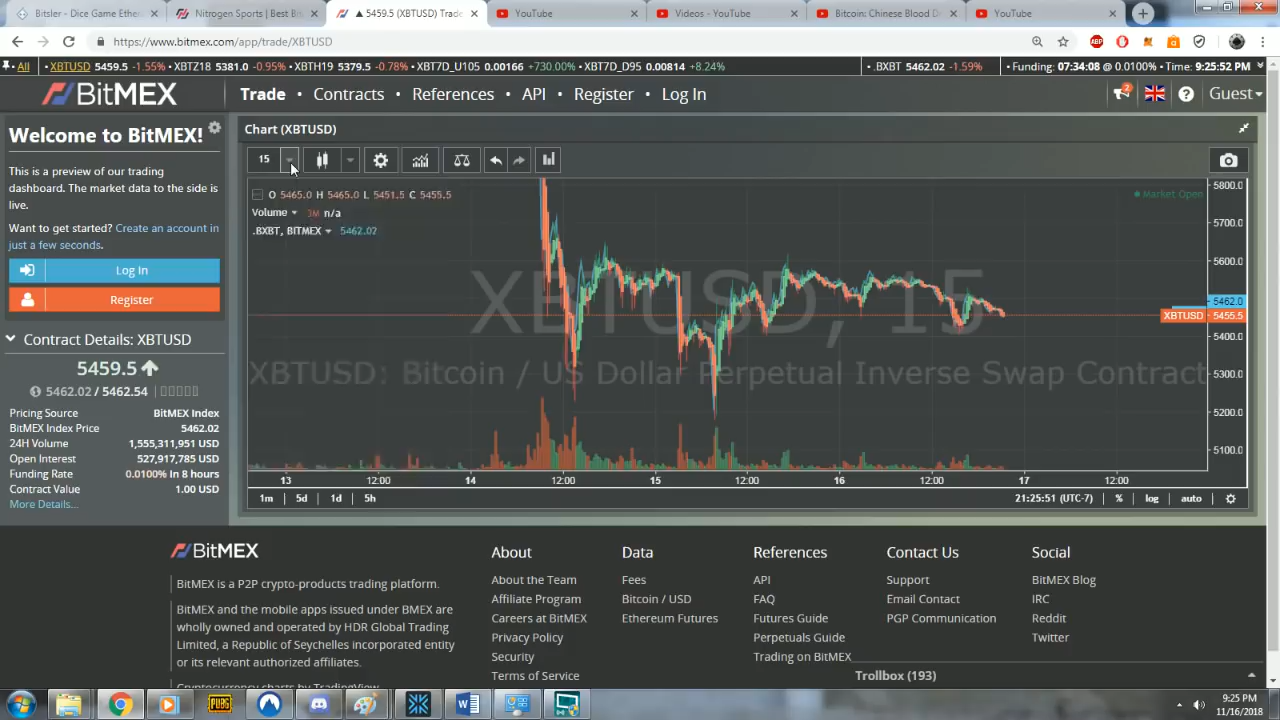 Bitsler - Dice Game Ethere
Nitrogen Sports | Best Bit
▲ 5459.5 (XBTUSD) Trade
YouTube
Videos - YouTube
Bitcoin: Chinese Blood D
YouTube
https://www.bitmex.com/app/trade/XBTUSD
All XBTUSD 5459.5 -1.55% XBTZ18 5381.0 -0.95% XBTH19 5379.5 -0.78% XBT7D_U105 0.00166 +730.00% XBT7D_D95 0.00814 +8.24% .BXBT 5462.02 -1.59% Funding: 07:34:08 @ 0.0100% Time: 9:25:52 PM
BitMEX Trade Contracts References API Register Log In 2 Guest
Welcome to BitMEX!
This is a preview of our trading
dashboard. The market data to the side is
live.
Want to get started? Create an account in
just a few seconds.
Log In
Register
Contract Details: XBTUSD
5459.5
5462.02 / 5462.54
Pricing Source BitMEX Index
BitMEX Index Price 5462.02
24H Volume 1,555,311,951 USD
Open Interest 527,917,785 USD
Funding Rate 0.0100% In 8 hours
Contract Value 1.00 USD
More Details...
Chart (XBTUSD)
15
O 5465.0 H 5465.0 L 5451.5 C 5455.5
Market Open
Volume 3M n/a
.BXBT, BITMEX 5462.02
XBTUSD, 15
XBTUSD: Bitcoin / US Dollar Perpetual Inverse Swap Contract
5800.0
5700.0
5600.0
5462.0
XBTUSD 5455.5
5400.0
5300.0
5200.0
5100.0
13 12:00 14 12:00 15 12:00 16 12:00 17 12:00
1m 5d 1d 5h 21:25:51 (UTC-7) % log auto
BitMEX
BitMEX is a P2P crypto-products trading platform.
BitMEX and the mobile apps issued under BMEX are
wholly owned and operated by HDR Global Trading
Limited, a Republic of Seychelles incorporated entity
or its relevant authorized affiliates.
Cryptocurrency charts by TradingView
About
About the Team
Affiliate Program
Careers at BitMEX
Privacy Policy
Security
Terms of Service
Data
Fees
Bitcoin / USD
Ethereum Futures
References
API
FAQ
Futures Guide
Perpetuals Guide
Trading on BitMEX
Contact Us
Support
Email Contact
PGP Communication
Social
BitMEX Blog
IRC
Reddit
Twitter
Trollbox (193)
PUBG
9:25 PM
11/16/2018